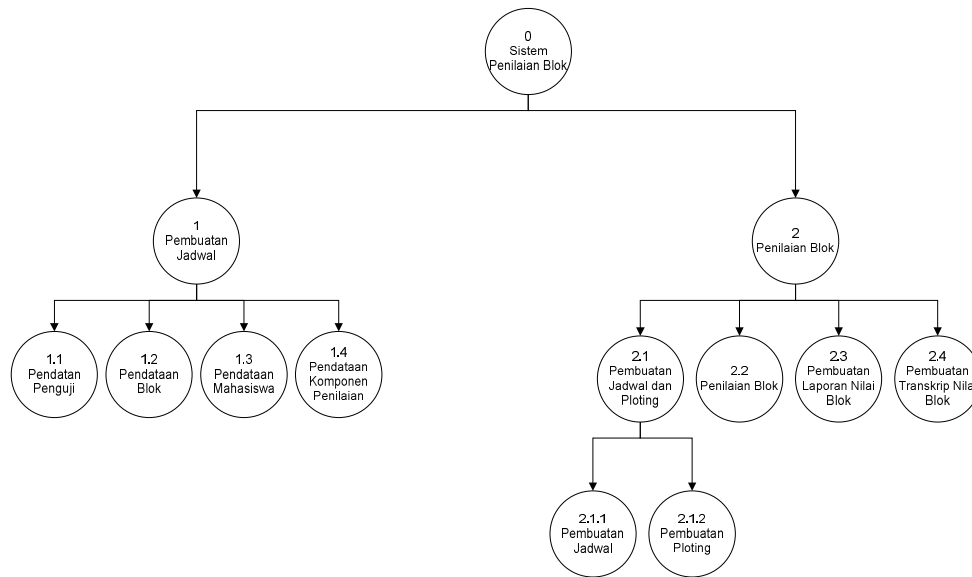 0
Sistem
Penilaian Blok
1
Pembuatan
Jadwal
2
Penilaian Blok
1.1
Pendatan
Penguji
1.2
Pendataan
Blok
1.3
Pendataan
Mahasiswa
1.4
Pendataan
Komponen
Penilaian
2.1
Pembuatan
Jadwal dan
Ploting
2.2
Penilaian Blok
2.3
Pembuatan
Laporan Nilai
Blok
2.4
Pembuatan
Transkrip Nilai
Blok
2.1.1
Pembuatan
Jadwal
2.1.2
Pembuatan
Ploting